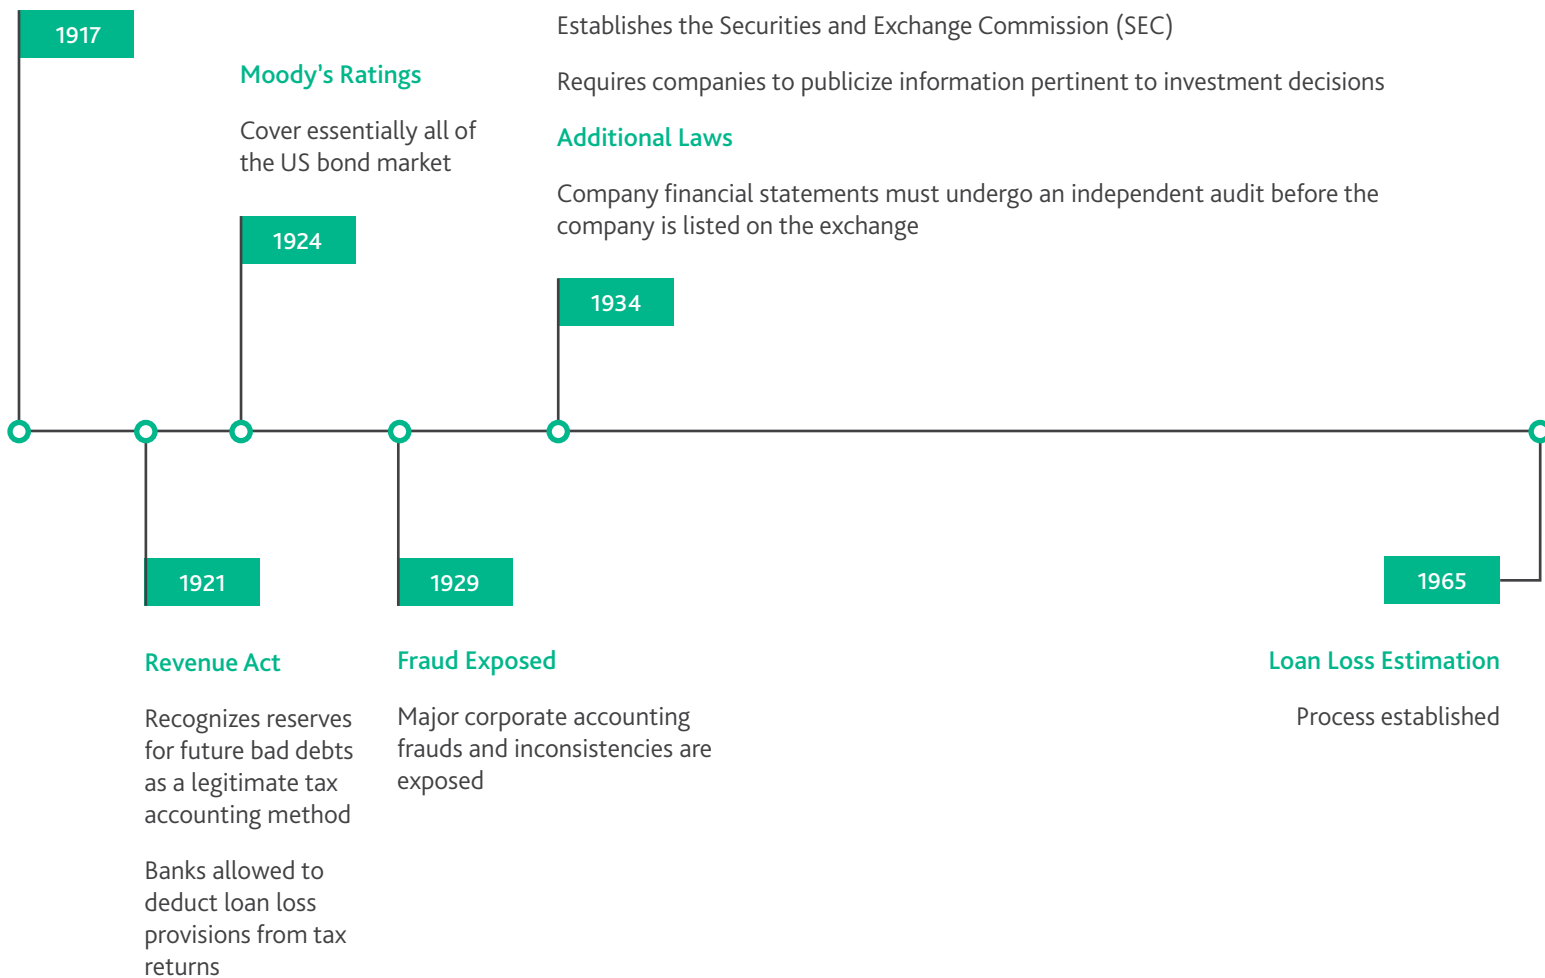 1917
Establishes the Securities and Exchange Commission (SEC)
Moody’s Ratings
Requires companies to publicize information pertinent to investment decisions
Cover essentially all of
the US bond market
Additional Laws
Company financial statements must undergo an independent audit before the
company is listed on the exchange
1924
1934
1921
1929
1965
Revenue Act
Recognizes reserves
for future bad debts
as a legitimate tax
accounting method
Banks allowed to
deduct loan loss
provisions from tax
returns
Fraud Exposed
Major corporate accounting
frauds and inconsistencies are
exposed
Loan Loss Estimation
Process established